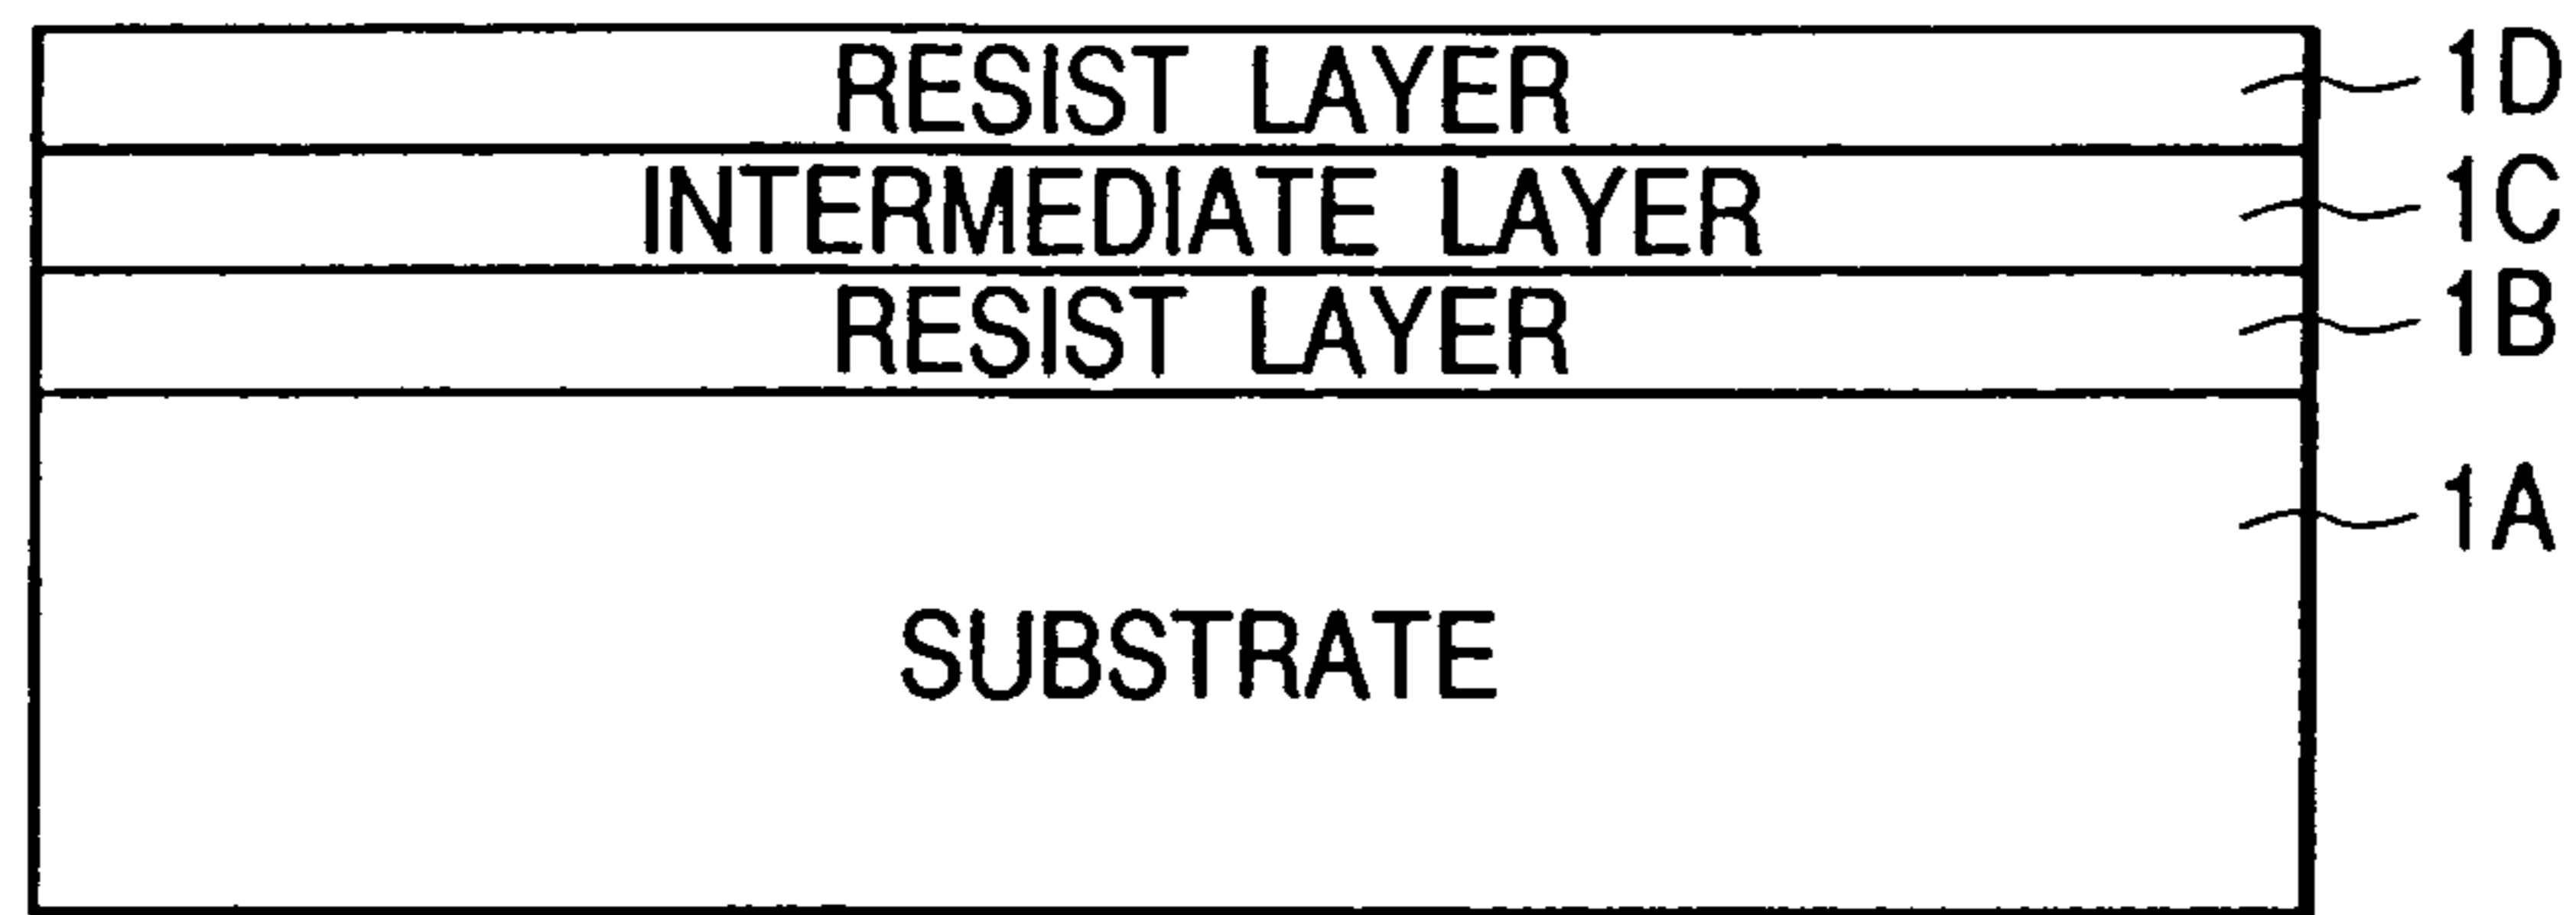 RESIST LAYER 1D
INTERMEDIATE LAYER 1C
RESIST LAYER 1B
1A
SUBSTRATE